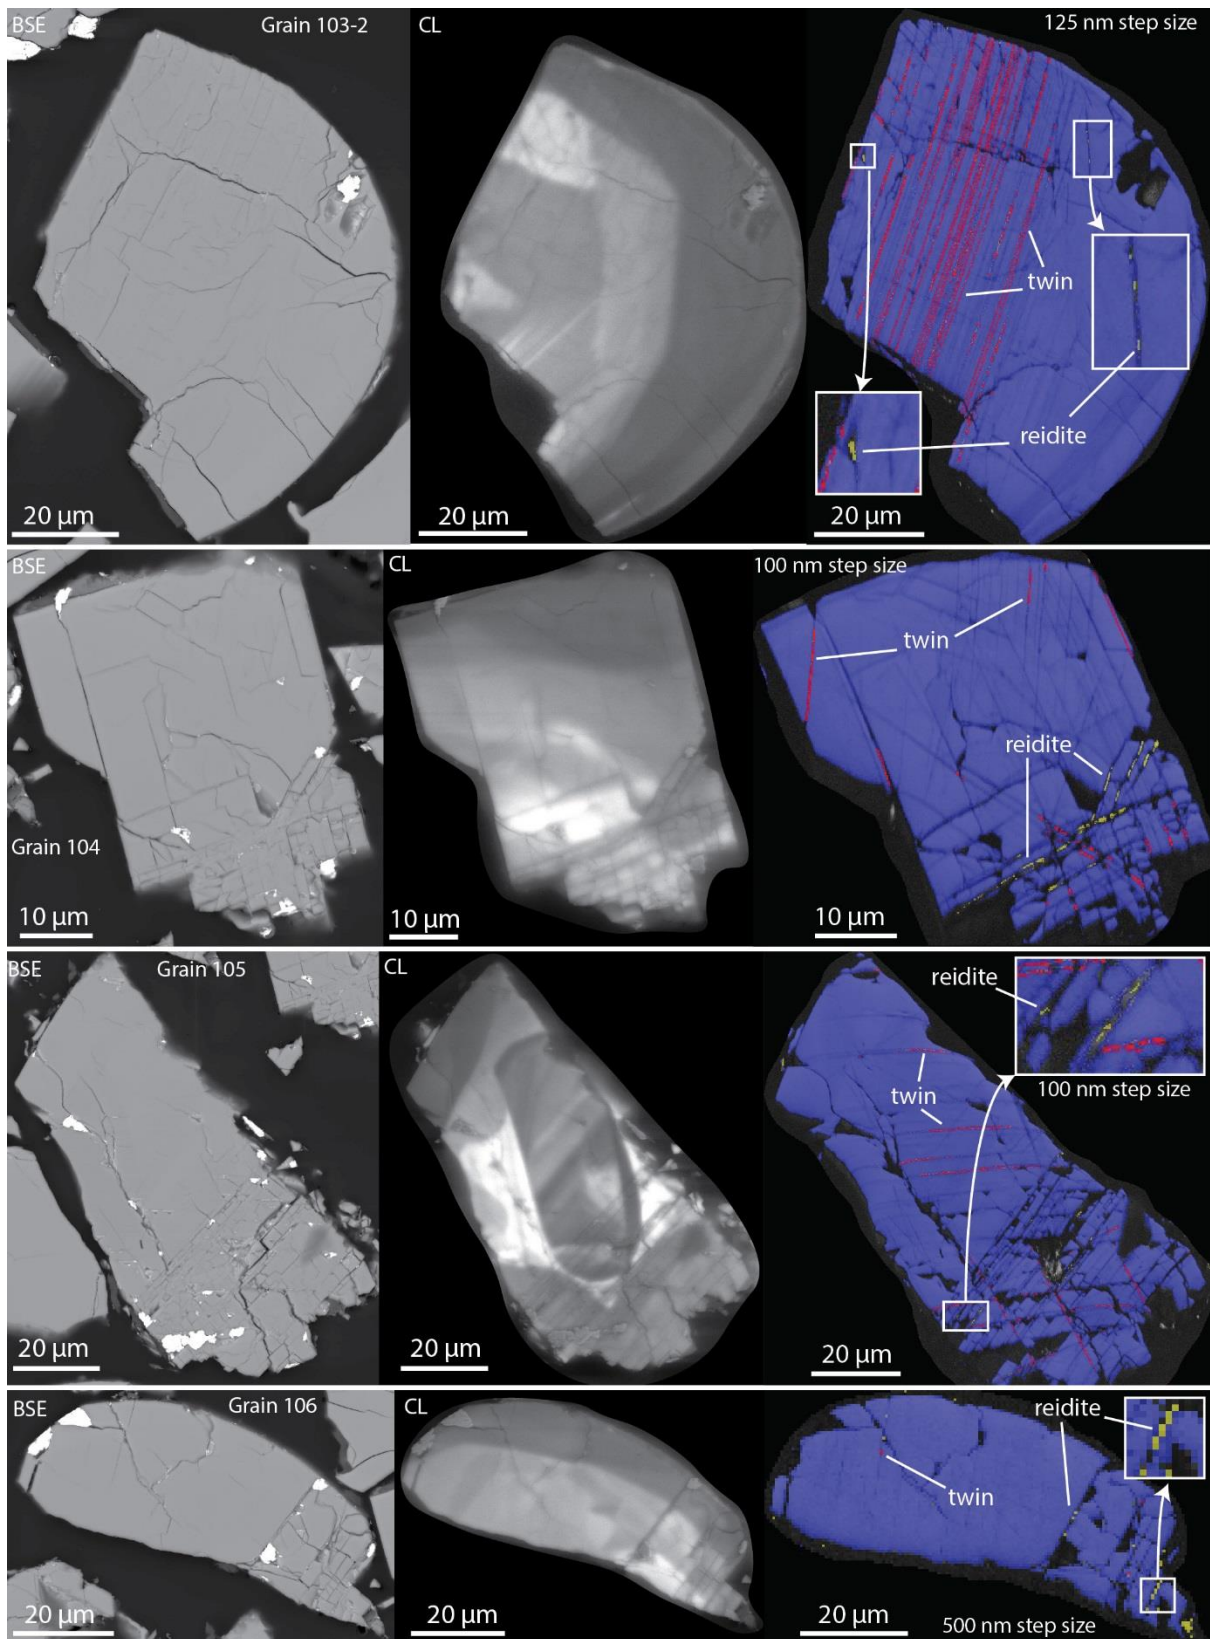 BSE
Grain 103-2
CL
125 nm step size
twin
reidite
20 µm
20 µm
20 µm
BSE
CL
100 nm step size
twin
reidite
Grain 104
10 µm
10 µm
10 µm
BSE
Grain 105
CL
reidite
twin
100 nm step size
20 µm
20 µm
20 µm
BSE
Grain 106
CL
reidite
twin
20 µm
20 µm
20 µm
500 nm step size